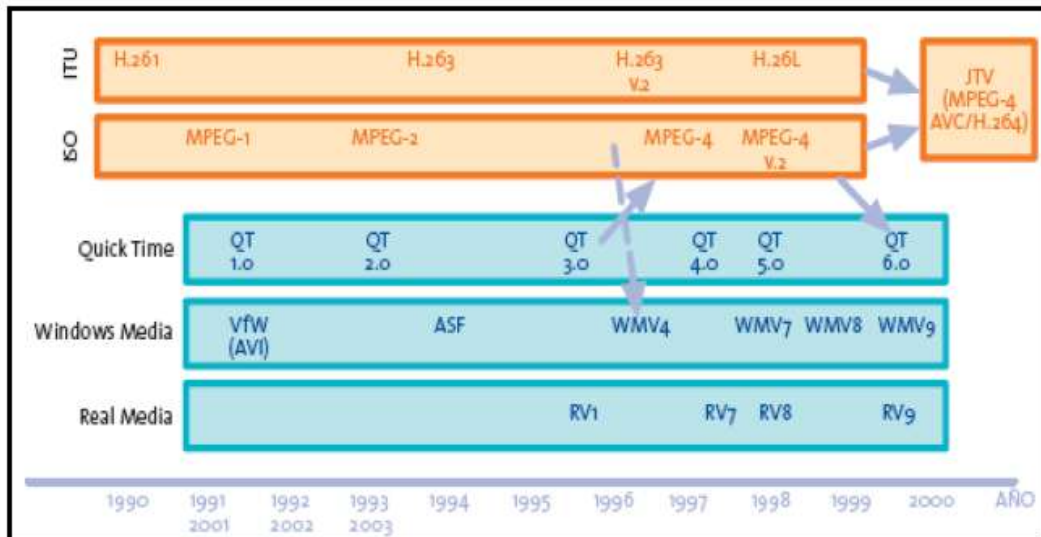 ITU
H.261
H.263
H.263
V.2
H.26L
JTV
(MPEG-4
AVC/H.264)
ISO
MPEG-1
MPEG-2
MPEG-4
MPEG-4
V.2
Quick Time
QT
1.0
QT
2.0
QT
3.0
QT
4.0
QT
5.0
QT
6.0
Windows Media
VfW
(AVI)
ASF
WMV4
WMV7
WMV8
WMV9
Real Media
RV1
RV7
RV8
RV9
1990 1991 1992 1993 1994 1995 1996 1997 1998 1999 2000 AÑO
2001 2002 2003